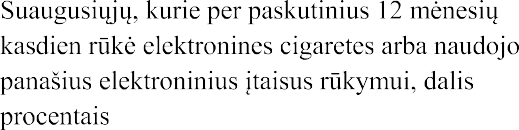 Suaugusiųjų, kurie per paskutinius 12 mėnesių
kasdien rūkė elektronines cigaretes arba naudojo
panašius elektroninius įtaisus rūkymui, dalis
procentais